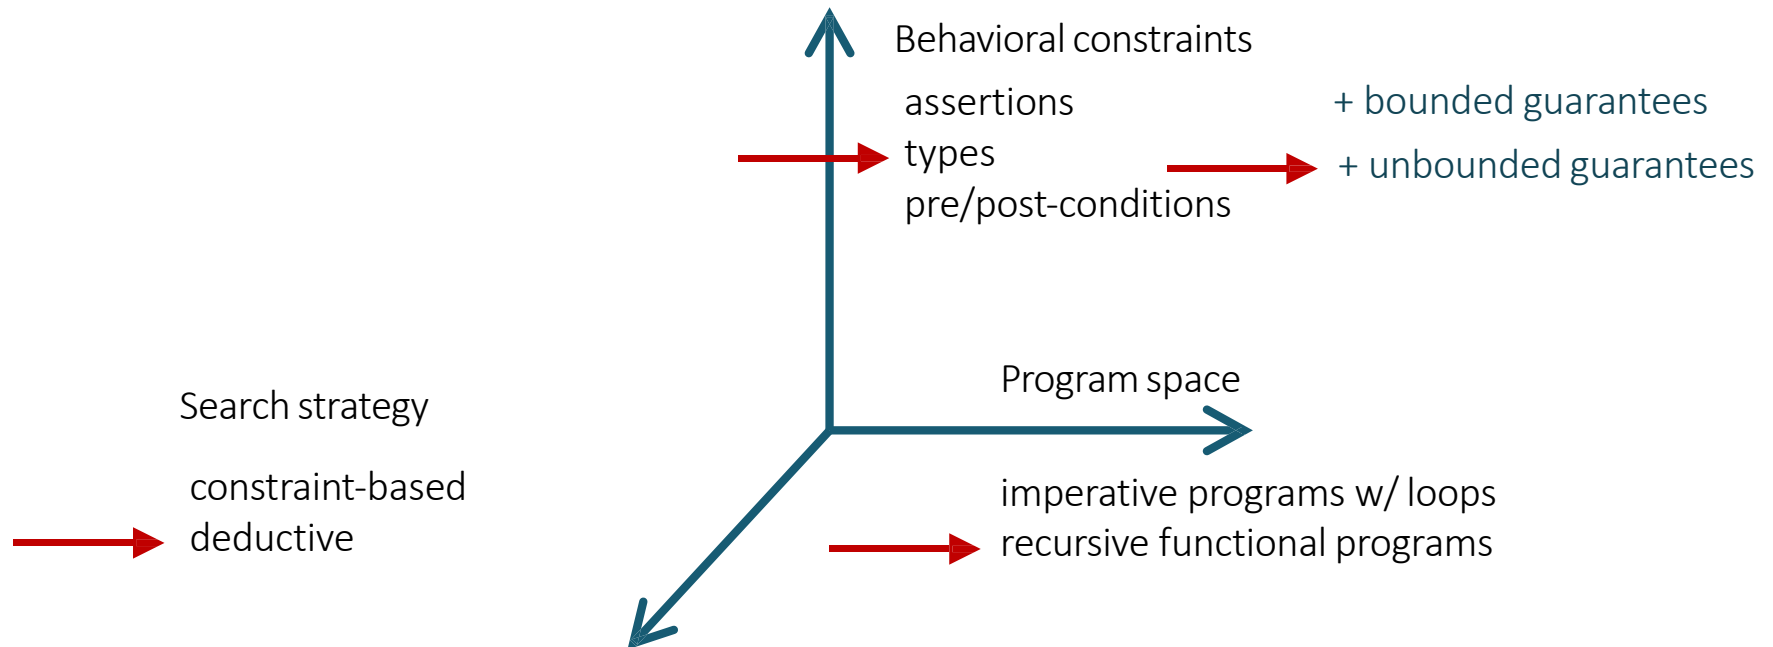 Behavioral constraints
assertions
+ bounded guarantees
types
+ unbounded guarantees
pre/post-conditions
Program space
Search strategy
constraint-based
deductive
imperative programs w/ loops
recursive functional programs